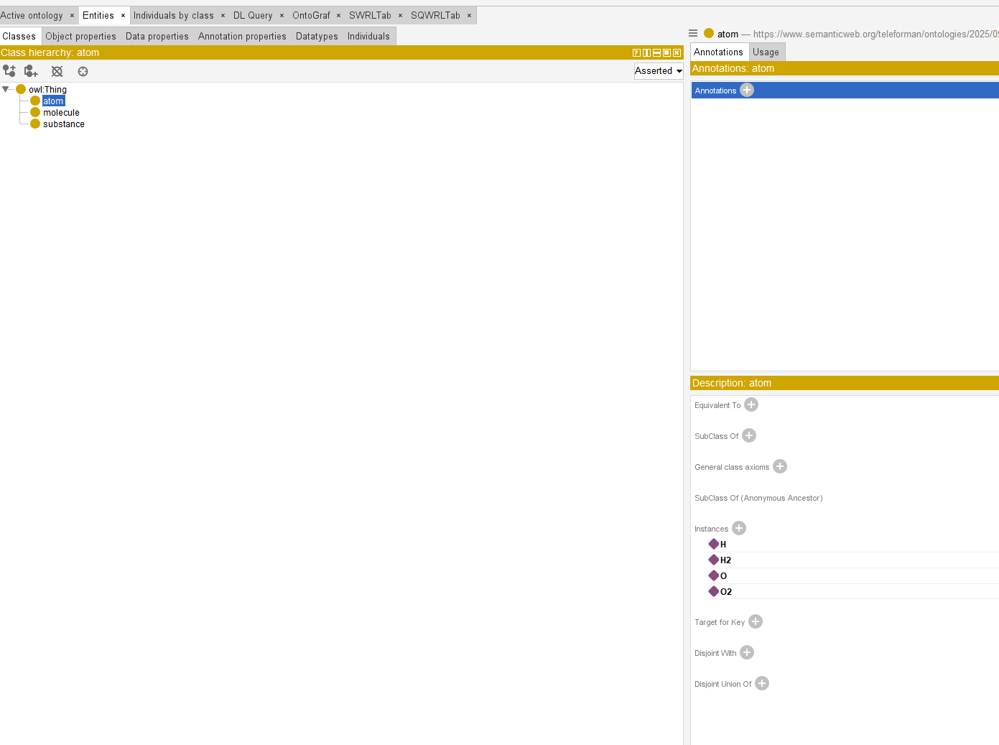 Active ontology × Entities × Individuals by class × DL Query × OntoGraf × SWRLTab × SQWRLTab ×
Classes Object properties Data properties Annotation properties Datatypes Individuals
Class hierarchy: atom
Asserted
owl:Thing
atom
molecule
substance
atom — https://www.semanticweb.org/teleforman/ontologies/2025/09
Annotations Usage
Annotations: atom
Annotations
Description: atom
Equivalent To
SubClass Of
General class axioms
SubClass Of (Anonymous Ancestor)
Instances
H
H2
O
O2
Target for Key
Disjoint With
Disjoint Union Of